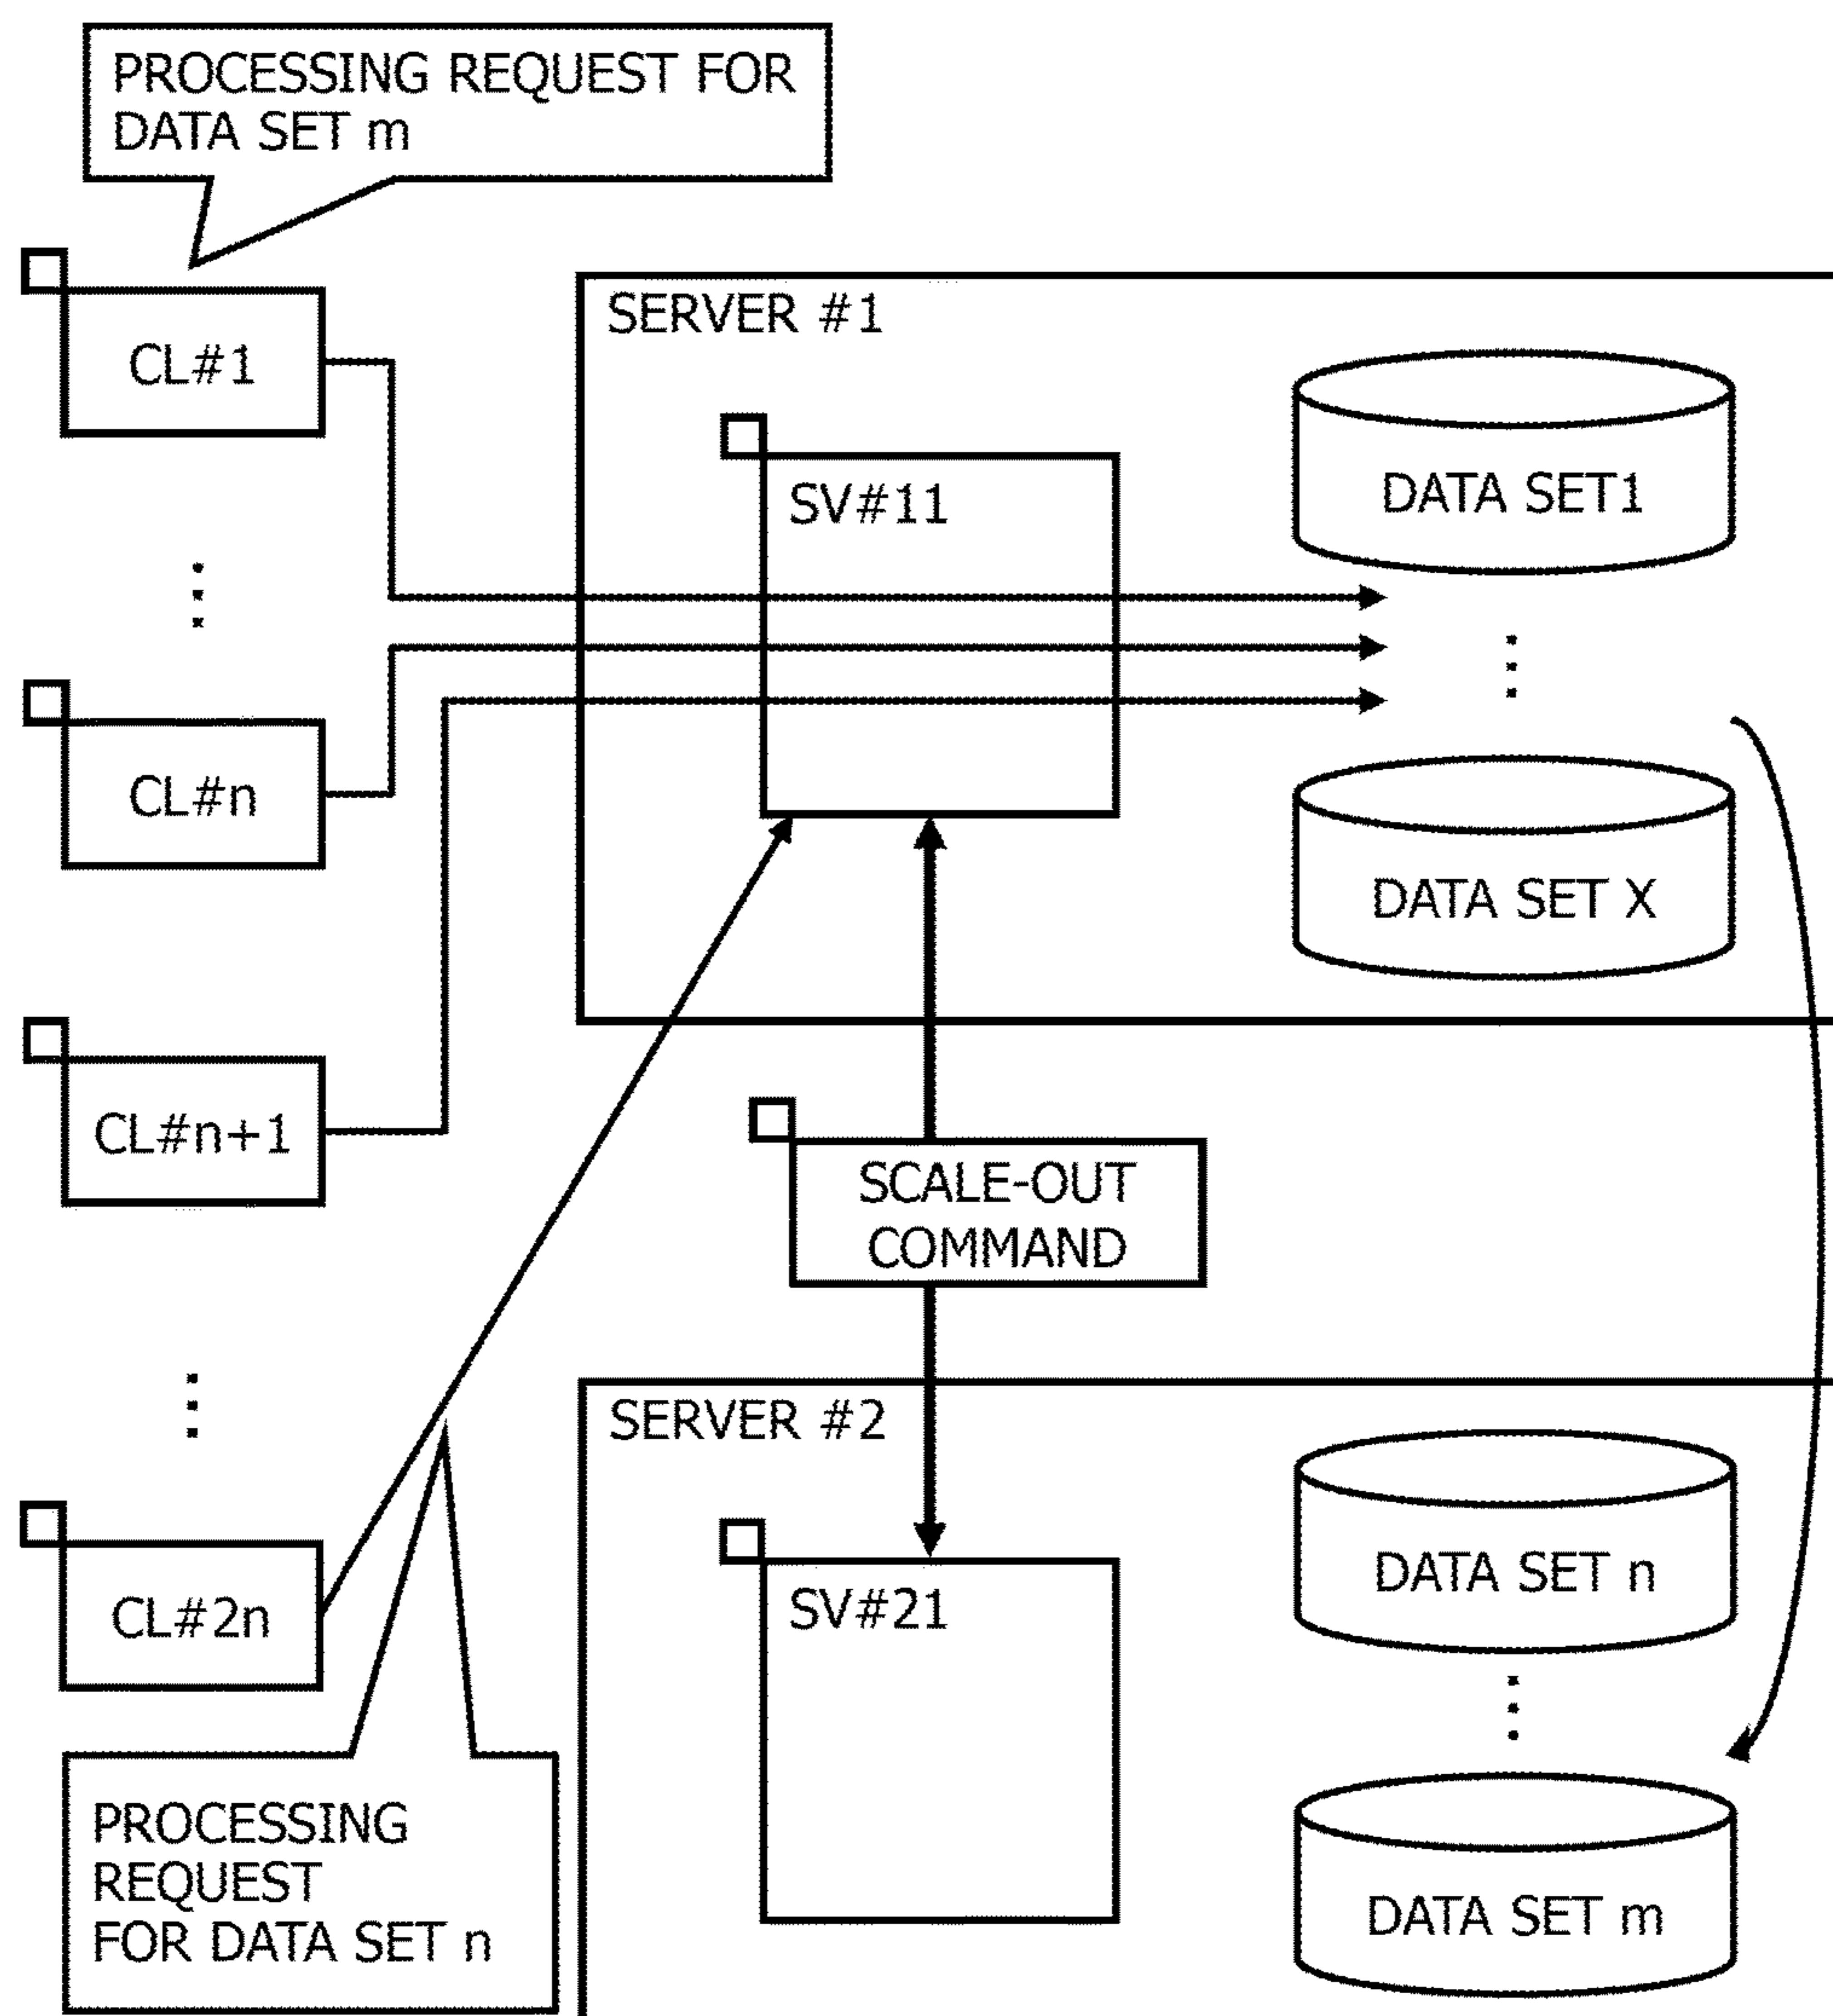 PROCESSING REQUEST FOR
DATA SET m
CL#1
SERVER #1
SV#11
DATA SET1
CL#n
DATA SET X
CL#n+1
SCALE-OUT
COMMAND
SERVER #2
CL#2n
SV#21
DATA SET n
PROCESSING
REQUEST
FOR DATA SET n
DATA SET m